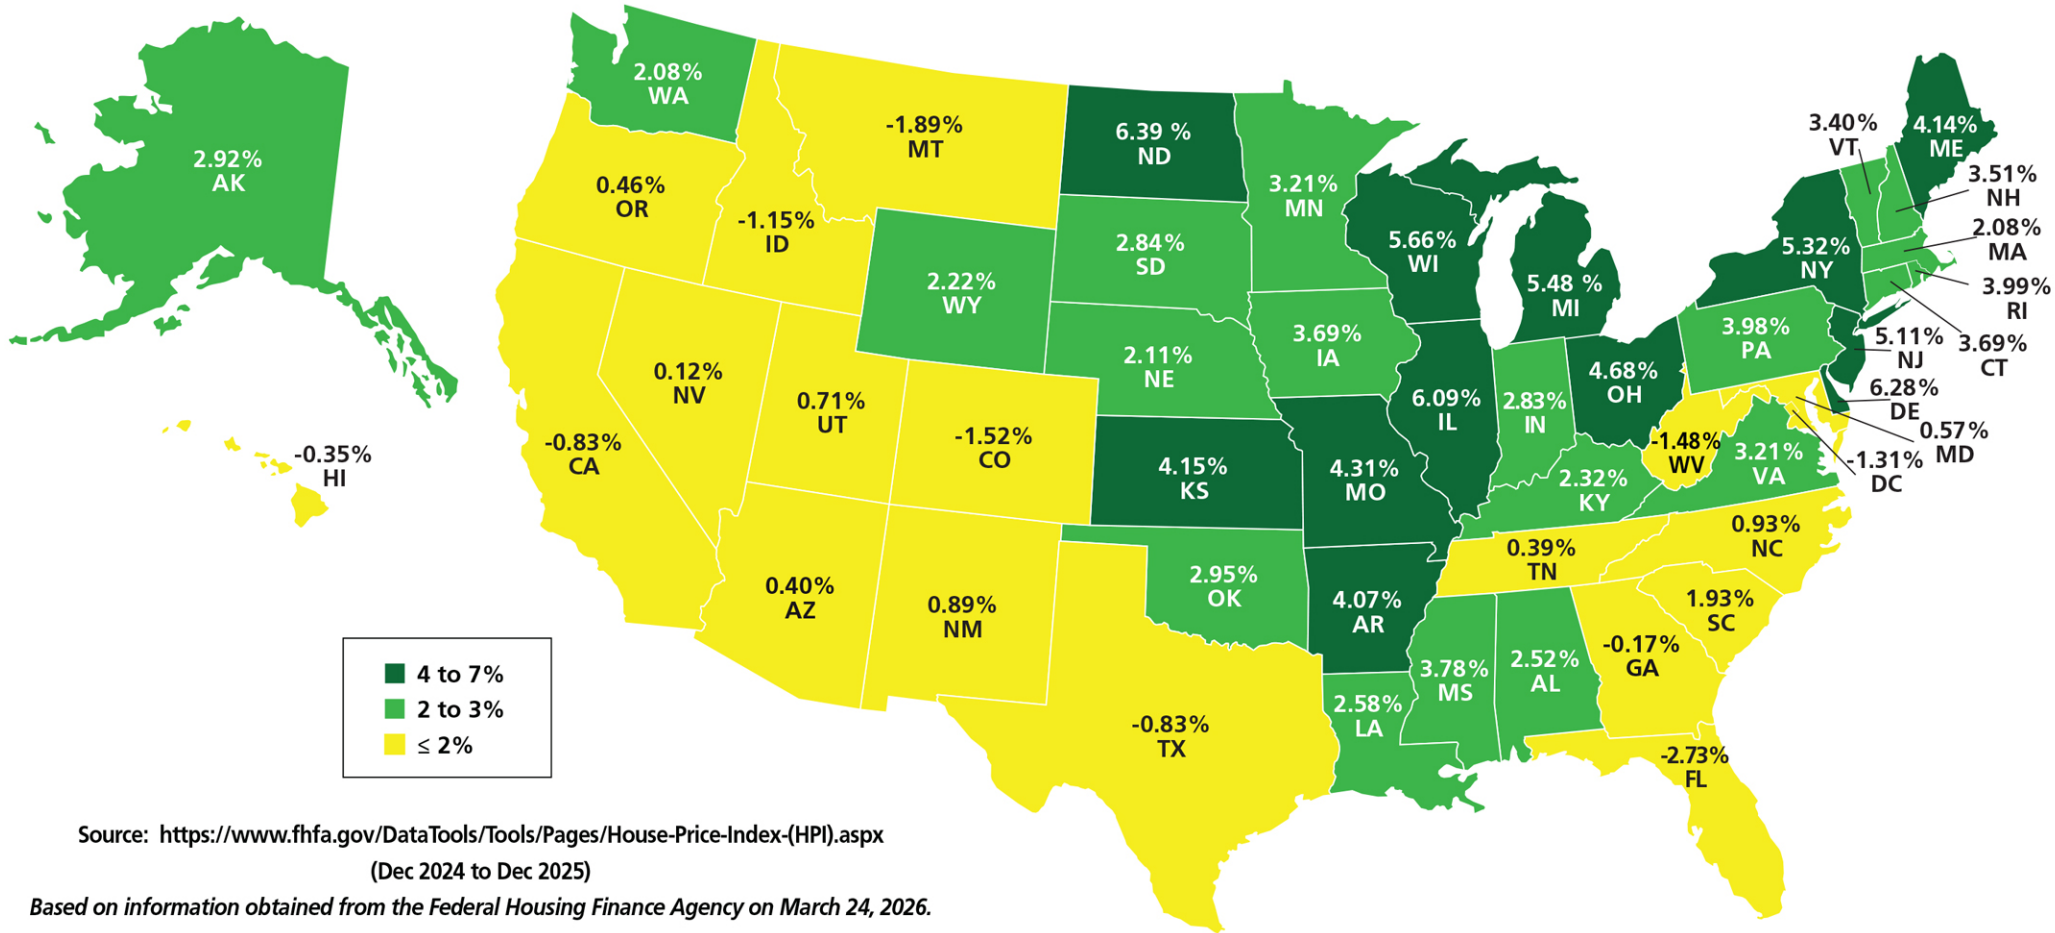 2.92%
AK
-0.35%
HI
2.08%
WA
0.46%
OR
-0.83%
CA
-1.15%
ID
0.12%
NV
-1.89%
MT
2.22%
WY
0.71%
UT
-1.52%
CO
0.40%
AZ
0.89%
NM
6.39 %
ND
2.84%
SD
2.11%
NE
4.15%
KS
2.95%
OK
-0.83%
TX
3.21%
MN
3.69%
IA
4.31%
MO
4.07%
AR
2.58%
LA
5.66%
WI
6.09%
IL
5.48 %
MI
2.83%
IN
4.68%
OH
2.32%
KY
0.39%
TN
3.78%
MS
2.52%
AL
-0.17%
GA
-2.73%
FL
1.93%
SC
0.93%
NC
3.21%
VA
-1.48%
WV
3.98%
PA
5.32%
NY
3.40%
VT
4.14%
ME
3.51%
NH
2.08%
MA
3.99%
RI
3.69%
CT
5.11%
NJ
6.28%
DE
0.57%
MD
-1.31%
DC
4 to 7%
2 to 3%
≤ 2%
Source: https://www.fhfa.gov/DataTools/Tools/Pages/House-Price-Index-(HPI).aspx
(Dec 2024 to Dec 2025)
Based on information obtained from the Federal Housing Finance Agency on March 24, 2026.